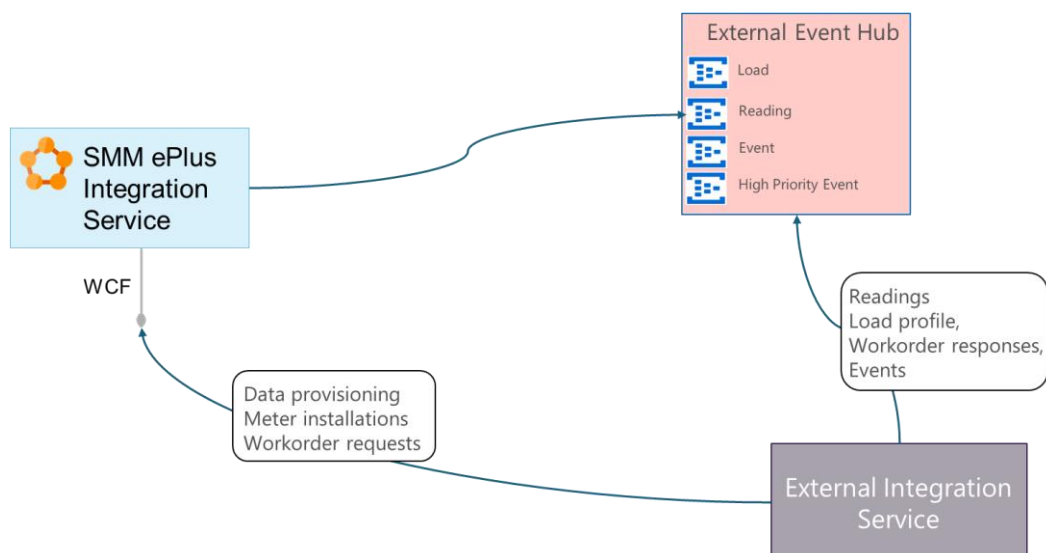 External Event Hub
Load
Reading
Event
High Priority Event
SMM ePlus
Integration
Service
WCF
Readings
Load profile,
Workorder responses,
Events
Data provisioning
Meter installations
Workorder requests
External Integration
Service